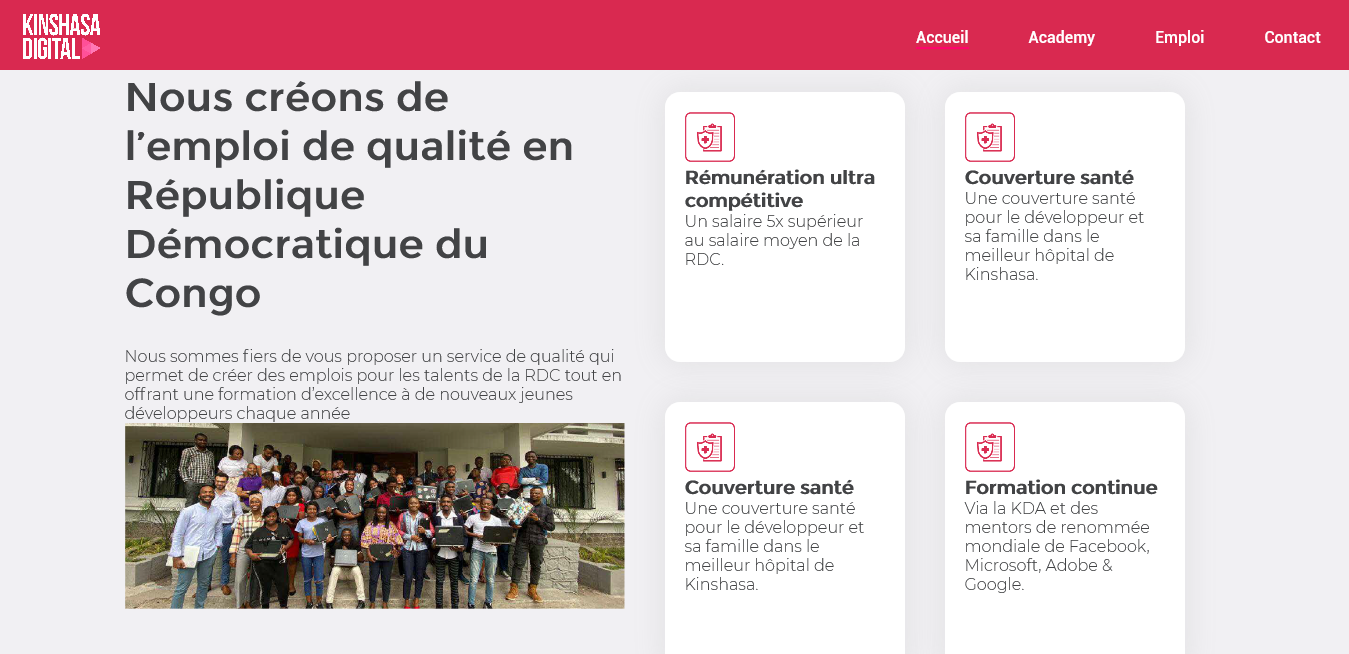 KINSHASA
DIGITAL
Accueil
Academy
Emploi
Contact
Nous créons de
l’emploi de qualité en
République
Démocratique du
Congo
Nous sommes fiers de vous proposer un service de qualité qui
permet de créer des emplois pour les talents de la RDC tout en
offrant une formation d’excellence à de nouveaux jeunes
développeurs chaque année
Rémunération ultra
compétitive
Un salaire 5x supérieur
au salaire moyen de la
RDC.
Couverture santé
Une couverture santé
pour le développeur et
sa famille dans le
meilleur hôpital de
Kinshasa.
Couverture santé
Une couverture santé
pour le développeur et
sa famille dans le
meilleur hôpital de
Kinshasa.
Formation continue
Via la KDA et des
mentors de renommée
mondiale de Facebook,
Microsoft, Adobe &
Google.